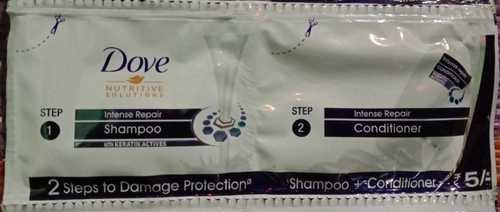 Dove
NUTRITIVE
SOLUTIONS
STEP
1
Intense Repair
Shampoo
with KERATIN ACTIVES
STEP
2
Intense Repair
Conditioner
2 Steps to Damage Protection
Shampoo + Conditioner - ₹ 5/-